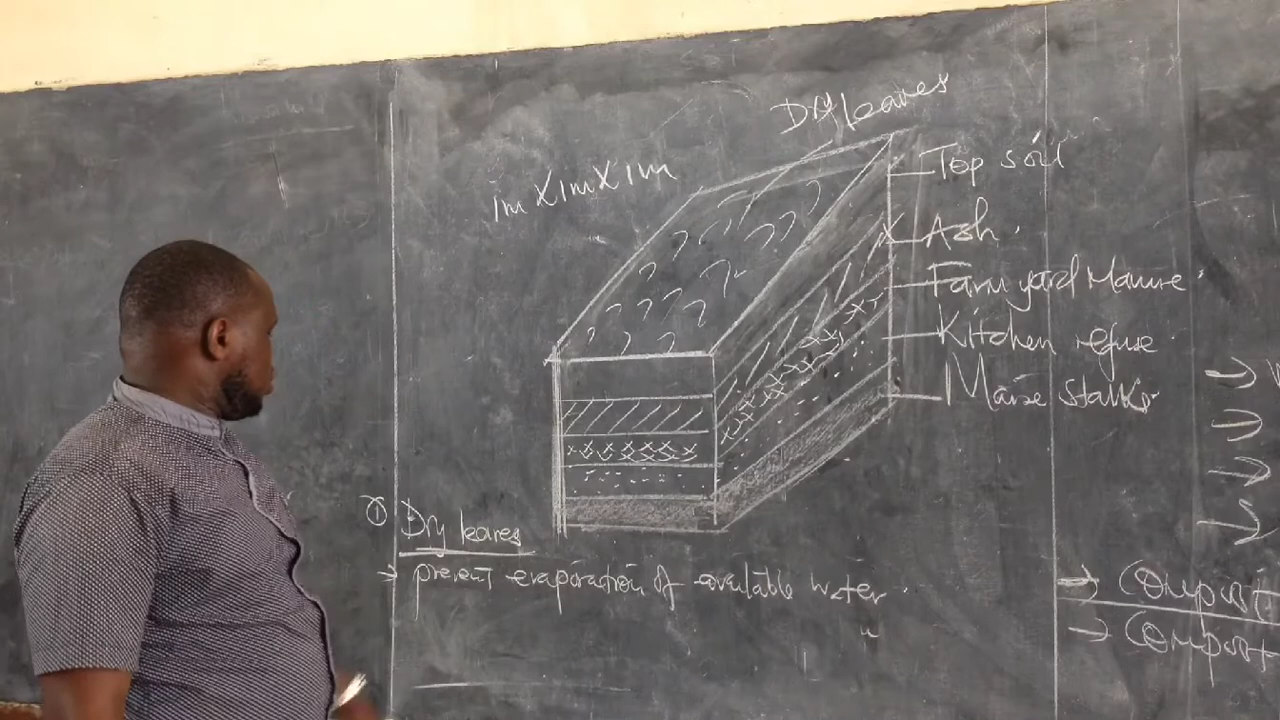 Dry leaves
1m X 1m X 1m
Top soil
Ash.
Farm yard Manure.
Kitchen refuse.
Maize stalks.
→
→
→
→
① Dry leaves
→ prevent evaporation of available water.
→ Compost
→ Compost